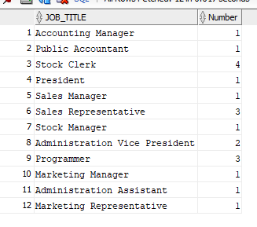 JOB_TITLE Number
1 Accounting Manager 1
2 Public Accountant 1
3 Stock Clerk 4
4 President 1
5 Sales Manager 1
6 Sales Representative 3
7 Stock Manager 1
8 Administration Vice President 2
9 Programmer 3
10 Marketing Manager 1
11 Administration Assistant 1
12 Marketing Representative 1